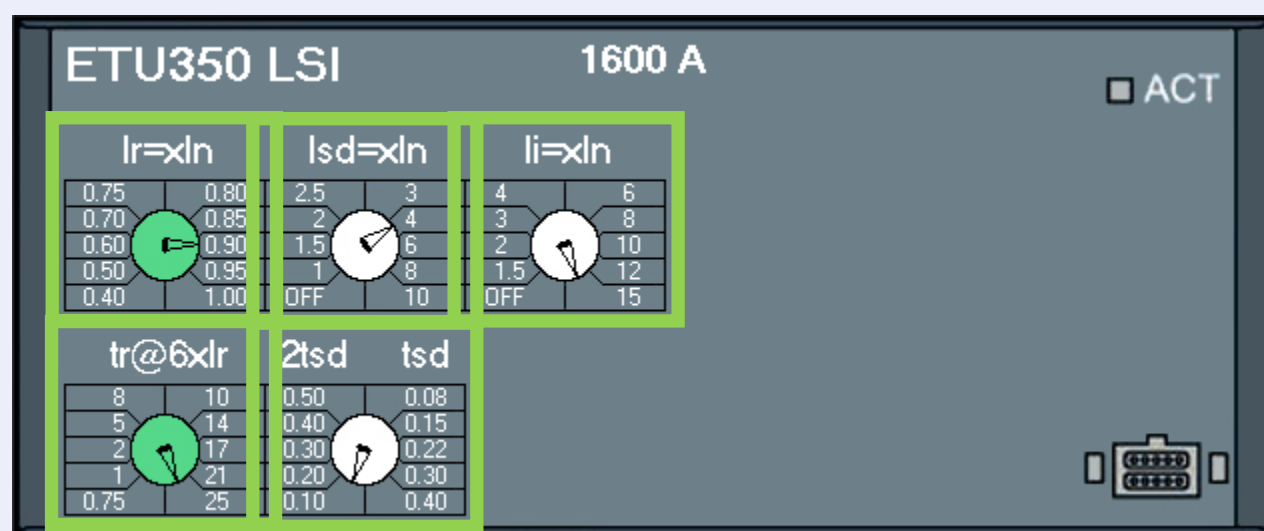 ETU350 LSI 1600 A
ACT
Ir=xIn Isd=xIn Ii=xIn
0.75 0.80 2.5 3 4 6
0.70 0.85 2 4 3 8
0.60 0.90 1.5 6 2 10
0.50 0.95 1 8 1.5 12
0.40 1.00 OFF 10 OFF 15
tr@6xIr 2tsd tsd
8 10 0.50 0.08
5 14 0.40 0.15
2 17 0.30 0.22
1 21 0.20 0.30
0.75 25 0.10 0.40